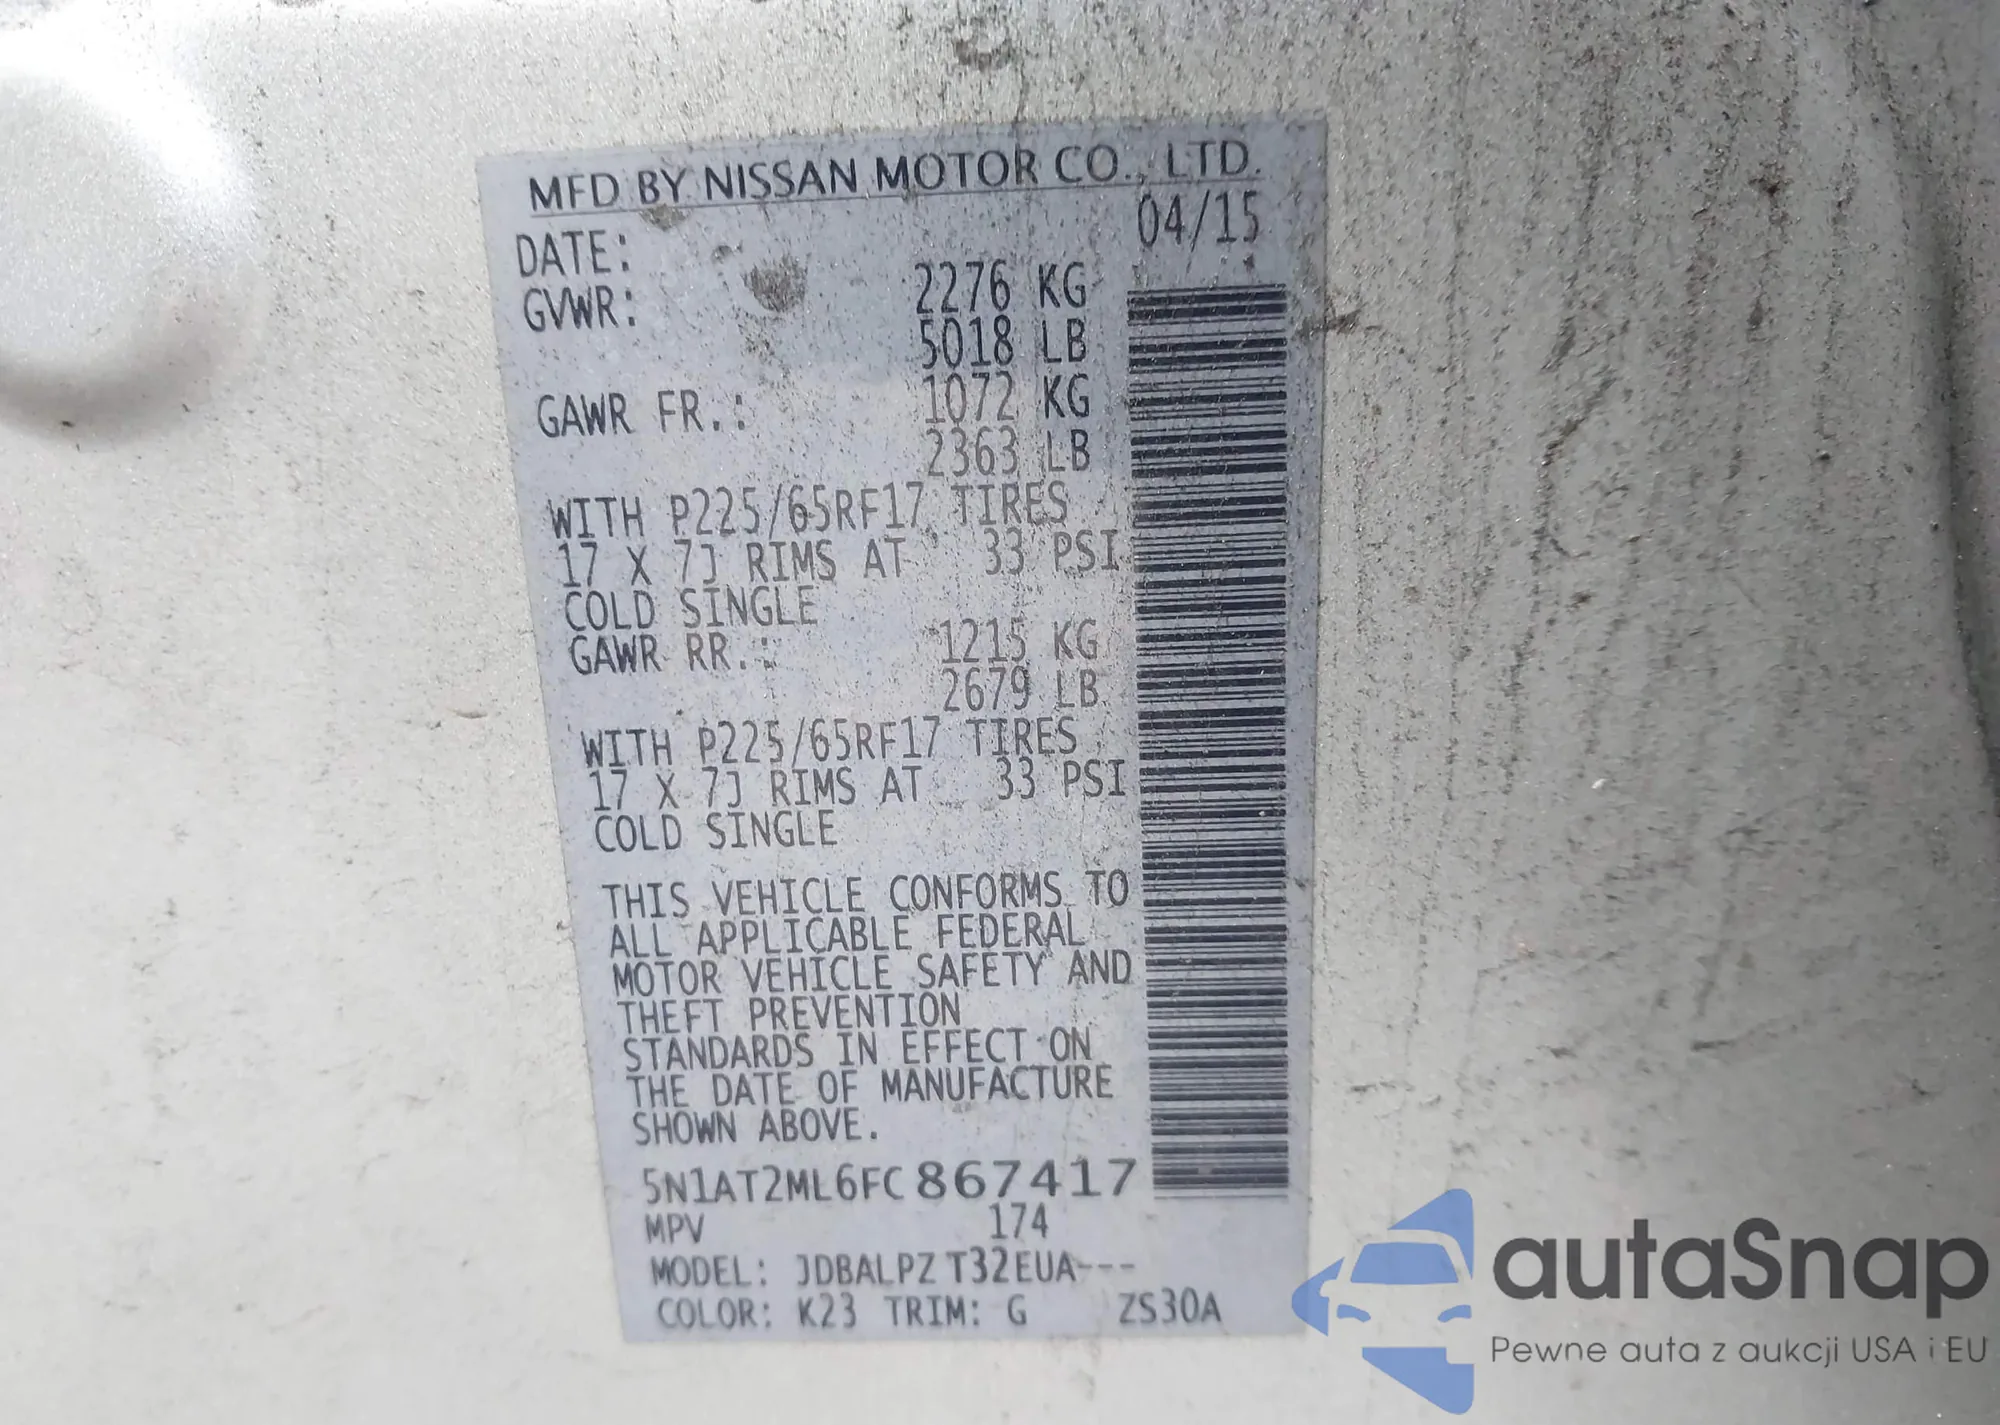 MFD BY NISSAN MOTOR CO., LTD.
DATE: 04/15
GVWR: 2276 KG
5018 LB
GAWR FR.: 1072 KG
2363 LB
WITH P225/65RF17 TIRES
17 X 7J RIMS AT 33 PSI
COLD SINGLE
GAWR RR.: 1215 KG
2679 LB
WITH P225/65RF17 TIRES
17 X 7J RIMS AT 33 PSI
COLD SINGLE
THIS VEHICLE CONFORMS TO
ALL APPLICABLE FEDERAL
MOTOR VEHICLE SAFETY AND
THEFT PREVENTION
STANDARDS IN EFFECT ON
THE DATE OF MANUFACTURE
SHOWN ABOVE.
5N1AT2ML6FC867417
MPV 174
MODEL: JDBALPZ T32EUA---
COLOR: K23 TRIM: G ZS30A
autaSnap
Pewne auta z aukcji USA i EU